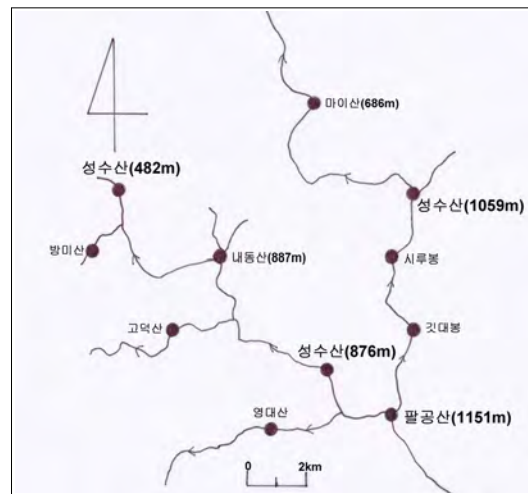 마이산(686m)
성수산(482m)
성수산(1059m)
방미산
내동산(887m)
시루봉
고덕산
깃대봉
성수산(876m)
영대산
팔공산(1151m)
0 2km